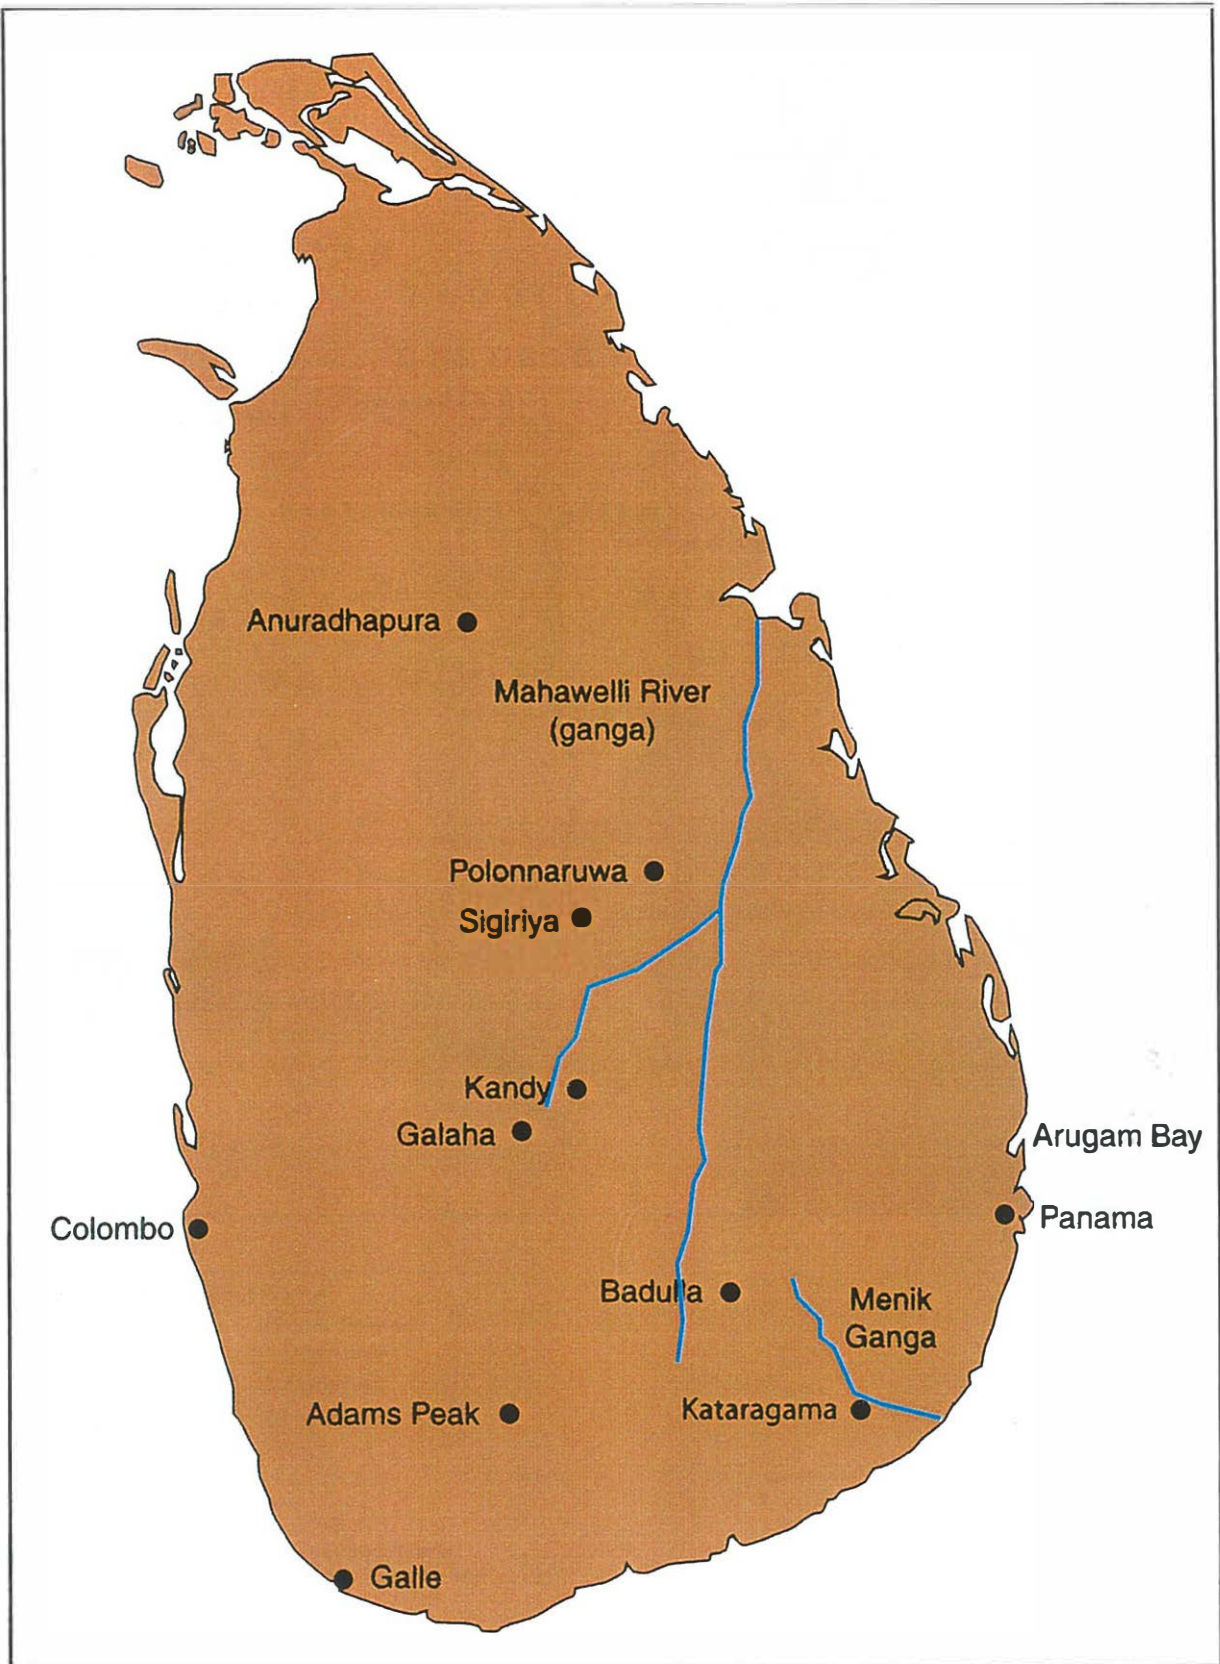 Anuradhapura
Mahawelli River
(ganga)
Polonnaruwa
Sigiriya
Kandy
Galaha
Arugam Bay
Colombo
Panama
Badulla
Menik
Ganga
Adams Peak
Kataragama
Galle